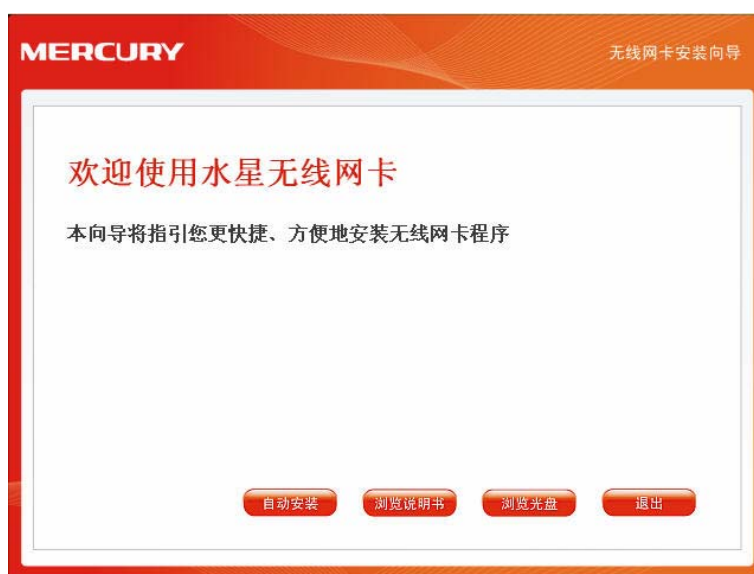 MERCURY
无线网卡安装向导
欢迎使用水星无线网卡
本向导将指引您更快捷、方便地安装无线网卡程序
自动安装 浏览说明书 浏览光盘 退出